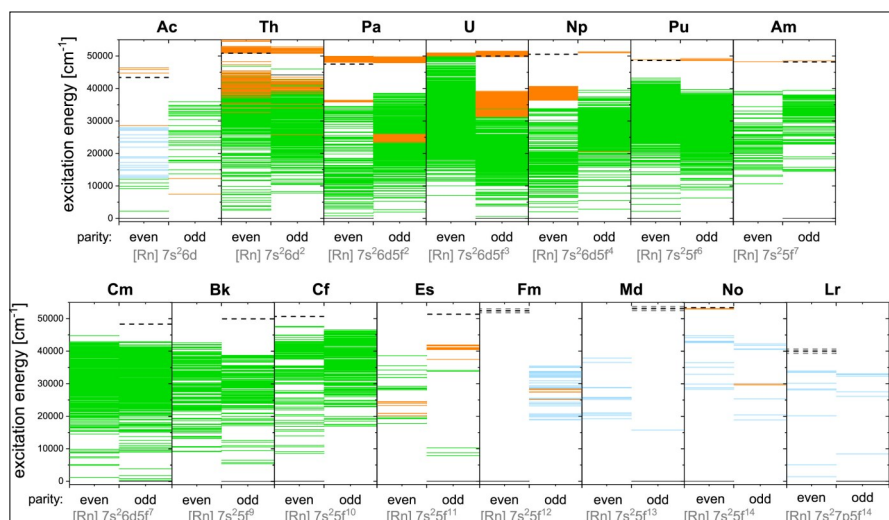 Ac Th Pa U Np Pu Am
excitation energy [cm⁻¹]
50000
40000
30000
20000
10000
0
parity: even odd even odd even odd even odd even odd even odd even odd
[Rn] 7s²6d [Rn] 7s²6d² [Rn] 7s²6d5f² [Rn] 7s²6d5f³ [Rn] 7s²6d5f⁴ [Rn] 7s²5f⁶ [Rn] 7s²5f⁷
Cm Bk Cf Es Fm Md No Lr
excitation energy [cm⁻¹]
50000
40000
30000
20000
10000
0
parity: even odd even odd even odd even odd even odd even odd even odd even odd
[Rn] 7s²6d5f⁷ [Rn] 7s²5f⁹ [Rn] 7s²5f¹⁰ [Rn] 7s²5f¹¹ [Rn] 7s²5f¹² [Rn] 7s²5f¹³ [Rn] 7s²5f¹⁴ [Rn] 7s²7p5f¹⁴